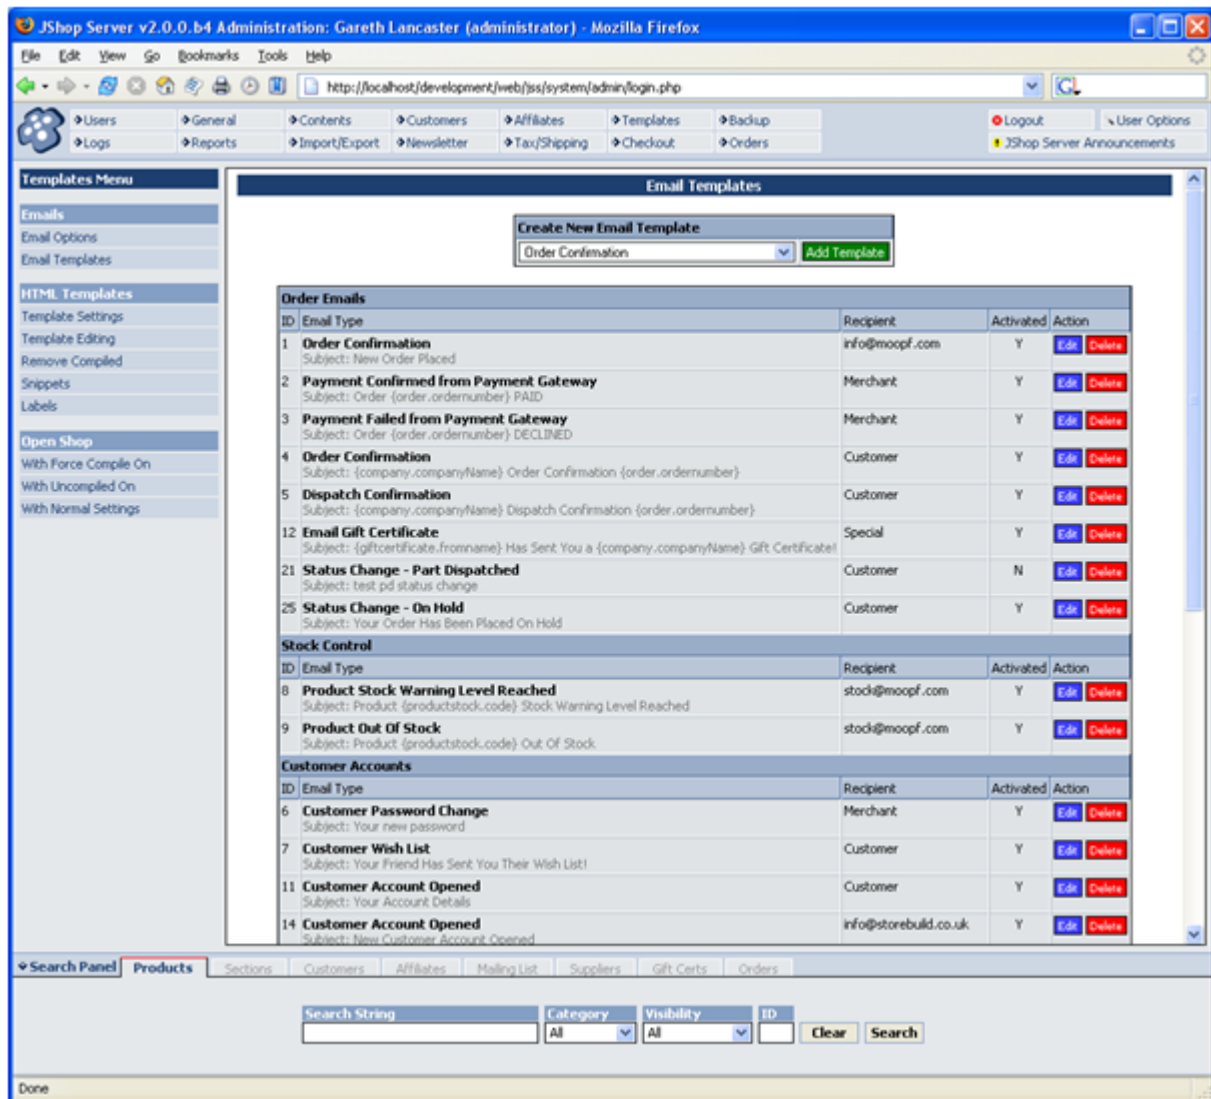 JShop Server v2.0.0.b4 Administration: Gareth Lancaster (administrator) - Mozilla Firefox
File Edit View Go Bookmarks Tools Help
http://localhost/development/web/jss/system/admin/login.php
Users General Contents Customers Affiliates Templates Backup Logout User Options
Logs Reports Import/Export Newsletter Tax/Shipping Checkout Orders JShop Server Announcements
Templates Menu
Emails
Email Options
Email Templates
HTML Templates
Template Settings
Template Editing
Remove Compiled
Snippets
Labels
Open Shop
With Force Compile On
With Uncompiled On
With Normal Settings
Email Templates
Create New Email Template
Order Confirmation Add Template
Order Emails
ID Email Type Recipient Activated Action
1 Order Confirmation info@moopf.com Y Edit Delete
Subject: New Order Placed
2 Payment Confirmed from Payment Gateway Merchant Y Edit Delete
Subject: Order {order.ordernumber} PAID
3 Payment Failed from Payment Gateway Merchant Y Edit Delete
Subject: Order {order.ordernumber} DECLINED
4 Order Confirmation Customer Y Edit Delete
Subject: {company.companyName} Order Confirmation {order.ordernumber}
5 Dispatch Confirmation Customer Y Edit Delete
Subject: {company.companyName} Dispatch Confirmation {order.ordernumber}
12 Email Gift Certificate Special Y Edit Delete
Subject: {giftcertificate.fromname} Has Sent You a {company.companyName} Gift Certificate!
21 Status Change - Part Dispatched Customer N Edit Delete
Subject: test pd status change
25 Status Change - On Hold Customer Y Edit Delete
Subject: Your Order Has Been Placed On Hold
Stock Control
ID Email Type Recipient Activated Action
8 Product Stock Warning Level Reached stock@moopf.com Y Edit Delete
Subject: Product {productstock.code} Stock Warning Level Reached
9 Product Out Of Stock stock@moopf.com Y Edit Delete
Subject: Product {productstock.code} Out Of Stock
Customer Accounts
ID Email Type Recipient Activated Action
6 Customer Password Change Merchant Y Edit Delete
Subject: Your new password
7 Customer Wish List Customer Y Edit Delete
Subject: Your Friend Has Sent You Their Wish List!
11 Customer Account Opened Customer Y Edit Delete
Subject: Your Account Details
14 Customer Account Opened info@storebuild.co.uk Y Edit Delete
Subject: New Customer Account Opened
Search Panel Products Sections Customers Affiliates Mailing List Suppliers Gift Certs Orders
Search String Category Visibility ID
All All Clear Search
Done